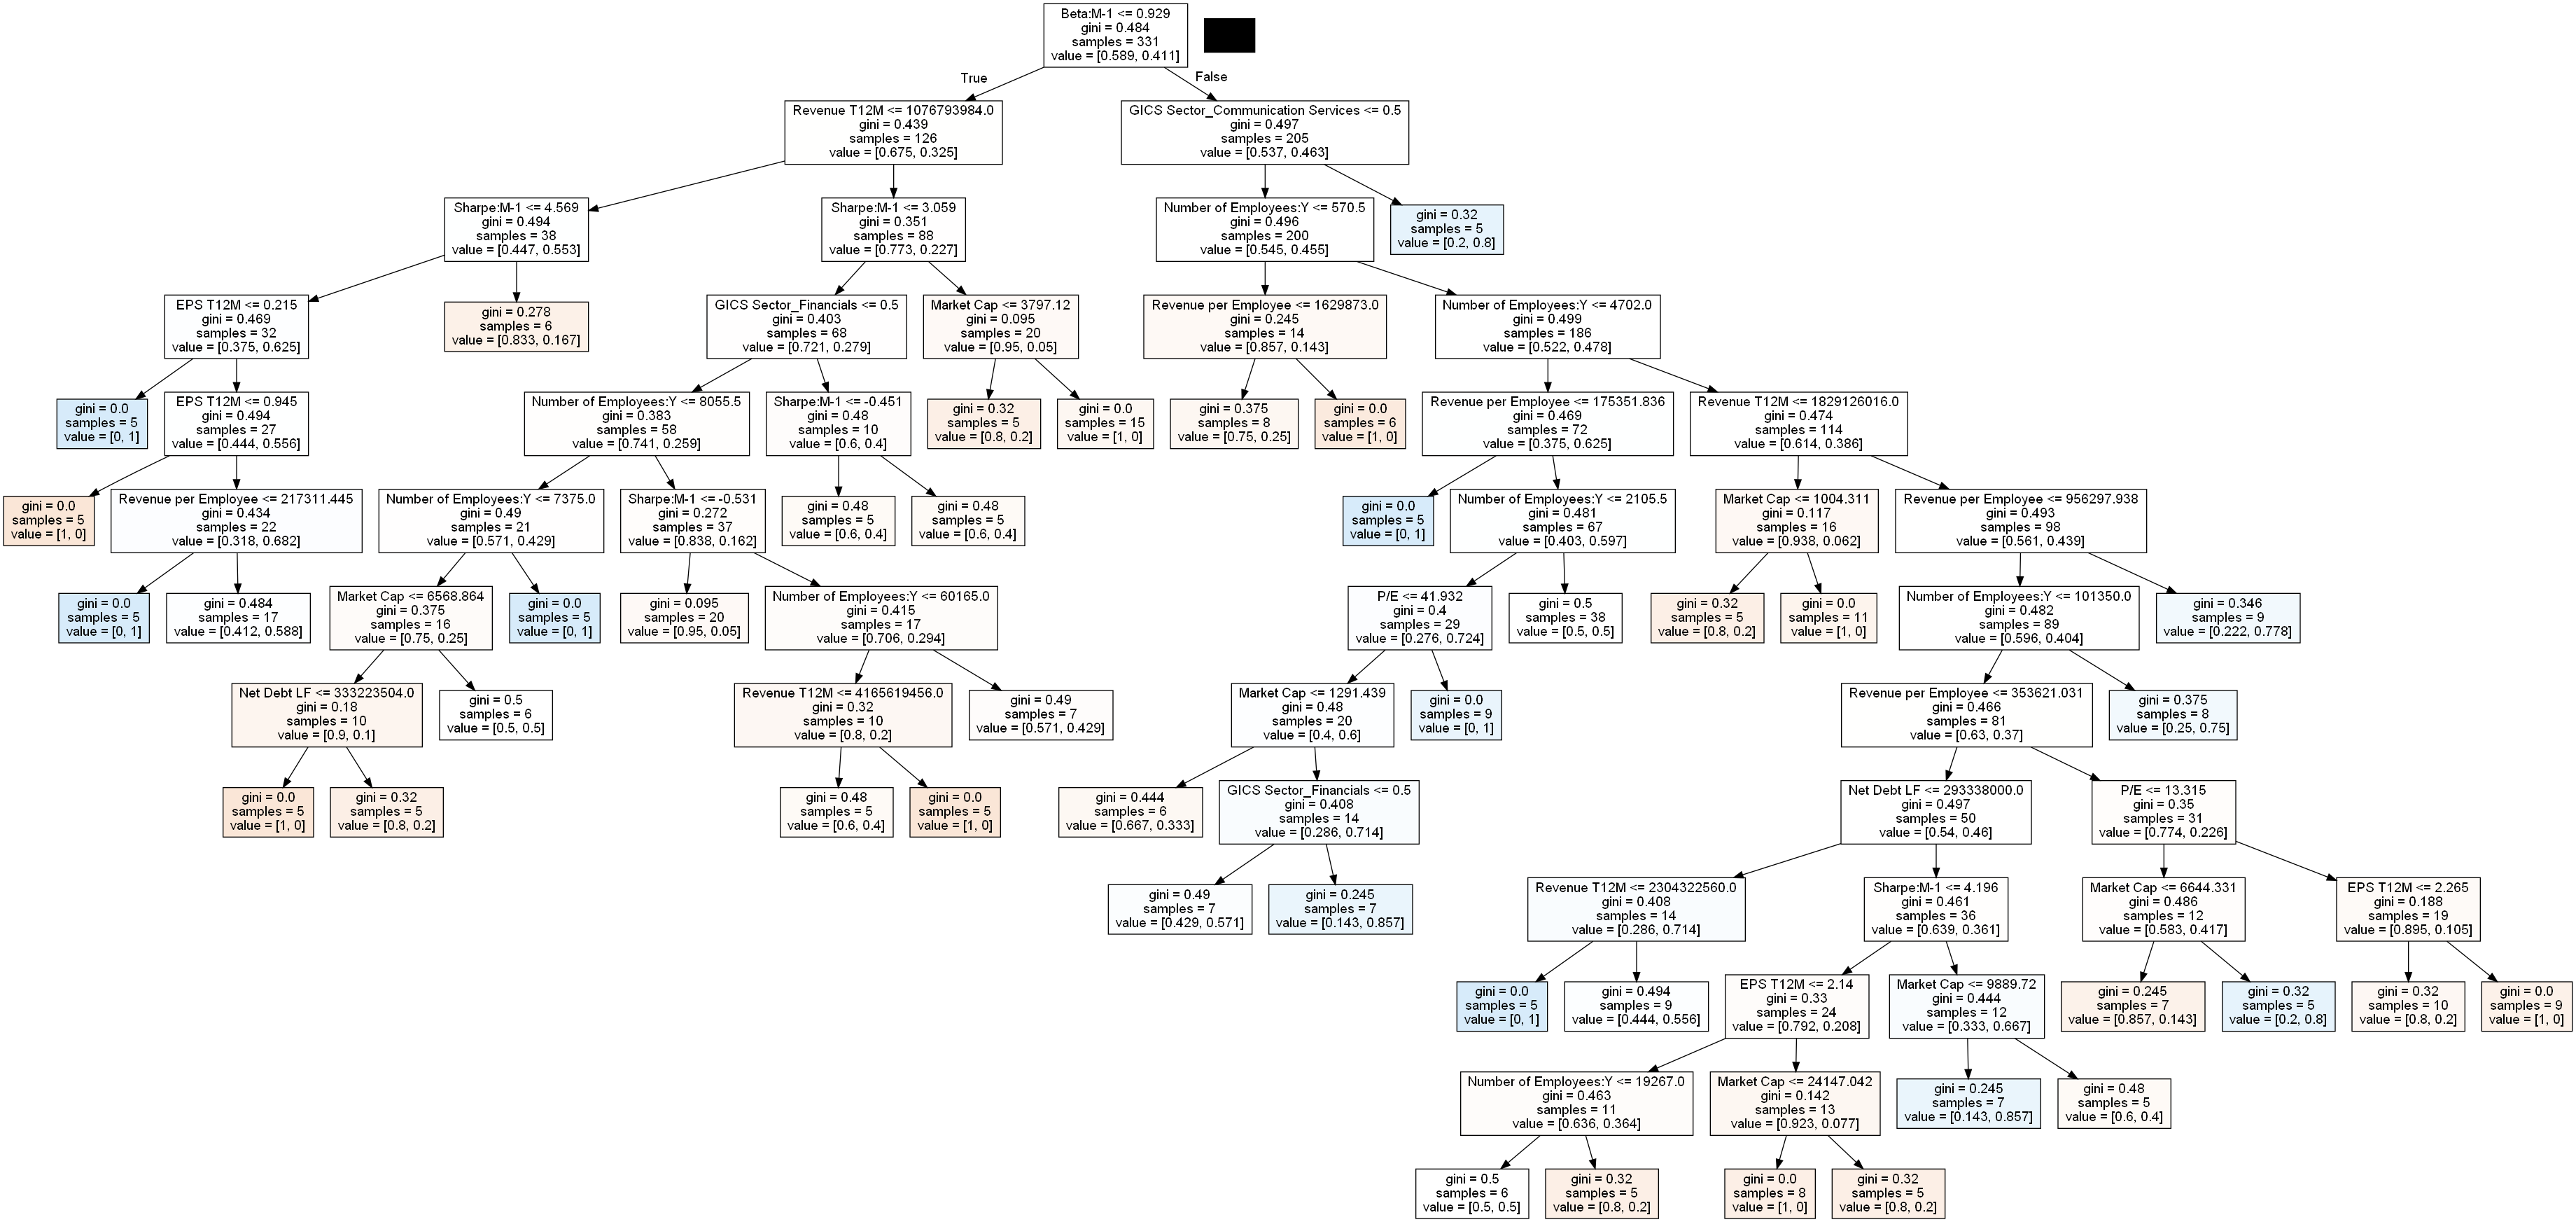 Beta:M-1 <= 0.929
gini = 0.484
samples = 331
value = [0.589, 0.411]
True
False
Revenue T12M <= 1076793984.0
gini = 0.439
samples = 126
value = [0.675, 0.325]
GICS Sector_Communication Services <= 0.5
gini = 0.497
samples = 205
value = [0.537, 0.463]
Sharpe:M-1 <= 4.569
gini = 0.494
samples = 38
value = [0.447, 0.553]
Sharpe:M-1 <= 3.059
gini = 0.351
samples = 88
value = [0.773, 0.227]
Number of Employees:Y <= 570.5
gini = 0.496
samples = 200
value = [0.545, 0.455]
gini = 0.32
samples = 5
value = [0.2, 0.8]
EPS T12M <= 0.215
gini = 0.469
samples = 32
value = [0.375, 0.625]
gini = 0.278
samples = 6
value = [0.833, 0.167]
GICS Sector_Financials <= 0.5
gini = 0.403
samples = 68
value = [0.721, 0.279]
Market Cap <= 3797.12
gini = 0.095
samples = 20
value = [0.95, 0.05]
Revenue per Employee <= 1629873.0
gini = 0.245
samples = 14
value = [0.857, 0.143]
Number of Employees:Y <= 4702.0
gini = 0.499
samples = 186
value = [0.522, 0.478]
gini = 0.0
samples = 5
value = [0, 1]
EPS T12M <= 0.945
gini = 0.494
samples = 27
value = [0.444, 0.556]
Number of Employees:Y <= 8055.5
gini = 0.383
samples = 58
value = [0.741, 0.259]
Sharpe:M-1 <= -0.451
gini = 0.48
samples = 10
value = [0.6, 0.4]
gini = 0.32
samples = 5
value = [0.8, 0.2]
gini = 0.0
samples = 15
value = [1, 0]
gini = 0.375
samples = 8
value = [0.75, 0.25]
gini = 0.0
samples = 6
value = [1, 0]
Revenue per Employee <= 175351.836
gini = 0.469
samples = 72
value = [0.375, 0.625]
Revenue T12M <= 1829126016.0
gini = 0.474
samples = 114
value = [0.614, 0.386]
gini = 0.0
samples = 5
value = [1, 0]
Revenue per Employee <= 217311.445
gini = 0.434
samples = 22
value = [0.318, 0.682]
Number of Employees:Y <= 7375.0
gini = 0.49
samples = 21
value = [0.571, 0.429]
Sharpe:M-1 <= -0.531
gini = 0.272
samples = 37
value = [0.838, 0.162]
gini = 0.48
samples = 5
value = [0.6, 0.4]
gini = 0.48
samples = 5
value = [0.6, 0.4]
gini = 0.0
samples = 5
value = [0, 1]
Number of Employees:Y <= 2105.5
gini = 0.481
samples = 67
value = [0.403, 0.597]
Market Cap <= 1004.311
gini = 0.117
samples = 16
value = [0.938, 0.062]
Revenue per Employee <= 956297.938
gini = 0.493
samples = 98
value = [0.561, 0.439]
gini = 0.0
samples = 5
value = [0, 1]
gini = 0.484
samples = 17
value = [0.412, 0.588]
Market Cap <= 6568.864
gini = 0.375
samples = 16
value = [0.75, 0.25]
gini = 0.0
samples = 5
value = [0, 1]
gini = 0.095
samples = 20
value = [0.95, 0.05]
Number of Employees:Y <= 60165.0
gini = 0.415
samples = 17
value = [0.706, 0.294]
P/E <= 41.932
gini = 0.4
samples = 29
value = [0.276, 0.724]
gini = 0.5
samples = 38
value = [0.5, 0.5]
gini = 0.32
samples = 5
value = [0.8, 0.2]
gini = 0.0
samples = 11
value = [1, 0]
Number of Employees:Y <= 101350.0
gini = 0.482
samples = 89
value = [0.596, 0.404]
gini = 0.346
samples = 9
value = [0.222, 0.778]
Net Debt LF <= 333223504.0
gini = 0.18
samples = 10
value = [0.9, 0.1]
gini = 0.5
samples = 6
value = [0.5, 0.5]
Revenue T12M <= 4165619456.0
gini = 0.32
samples = 10
value = [0.8, 0.2]
gini = 0.49
samples = 7
value = [0.571, 0.429]
Market Cap <= 1291.439
gini = 0.48
samples = 20
value = [0.4, 0.6]
gini = 0.0
samples = 9
value = [0, 1]
Revenue per Employee <= 353621.031
gini = 0.466
samples = 81
value = [0.63, 0.37]
gini = 0.375
samples = 8
value = [0.25, 0.75]
gini = 0.0
samples = 5
value = [1, 0]
gini = 0.32
samples = 5
value = [0.8, 0.2]
gini = 0.48
samples = 5
value = [0.6, 0.4]
gini = 0.0
samples = 5
value = [1, 0]
gini = 0.444
samples = 6
value = [0.667, 0.333]
GICS Sector_Financials <= 0.5
gini = 0.408
samples = 14
value = [0.286, 0.714]
Net Debt LF <= 293338000.0
gini = 0.497
samples = 50
value = [0.54, 0.46]
P/E <= 13.315
gini = 0.35
samples = 31
value = [0.774, 0.226]
gini = 0.49
samples = 7
value = [0.429, 0.571]
gini = 0.245
samples = 7
value = [0.143, 0.857]
Revenue T12M <= 2304322560.0
gini = 0.408
samples = 14
value = [0.286, 0.714]
Sharpe:M-1 <= 4.196
gini = 0.461
samples = 36
value = [0.639, 0.361]
Market Cap <= 6644.331
gini = 0.486
samples = 12
value = [0.583, 0.417]
EPS T12M <= 2.265
gini = 0.188
samples = 19
value = [0.895, 0.105]
gini = 0.0
samples = 5
value = [0, 1]
gini = 0.494
samples = 9
value = [0.444, 0.556]
EPS T12M <= 2.14
gini = 0.33
samples = 24
value = [0.792, 0.208]
Market Cap <= 9889.72
gini = 0.444
samples = 12
value = [0.333, 0.667]
gini = 0.245
samples = 7
value = [0.857, 0.143]
gini = 0.32
samples = 5
value = [0.2, 0.8]
gini = 0.32
samples = 10
value = [0.8, 0.2]
gini = 0.0
samples = 9
value = [1, 0]
Number of Employees:Y <= 19267.0
gini = 0.463
samples = 11
value = [0.636, 0.364]
Market Cap <= 24147.042
gini = 0.142
samples = 13
value = [0.923, 0.077]
gini = 0.245
samples = 7
value = [0.143, 0.857]
gini = 0.48
samples = 5
value = [0.6, 0.4]
gini = 0.5
samples = 6
value = [0.5, 0.5]
gini = 0.32
samples = 5
value = [0.8, 0.2]
gini = 0.0
samples = 8
value = [1, 0]
gini = 0.32
samples = 5
value = [0.8, 0.2]